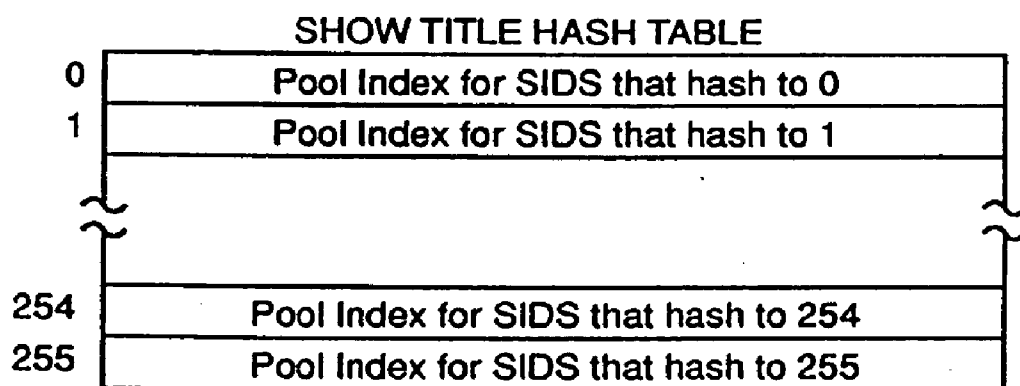 SHOW TITLE HASH TABLE
0 Pool Index for SIDS that hash to 0
1 Pool Index for SIDS that hash to 1
254 Pool Index for SIDS that hash to 254
255 Pool Index for SIDS that hash to 255